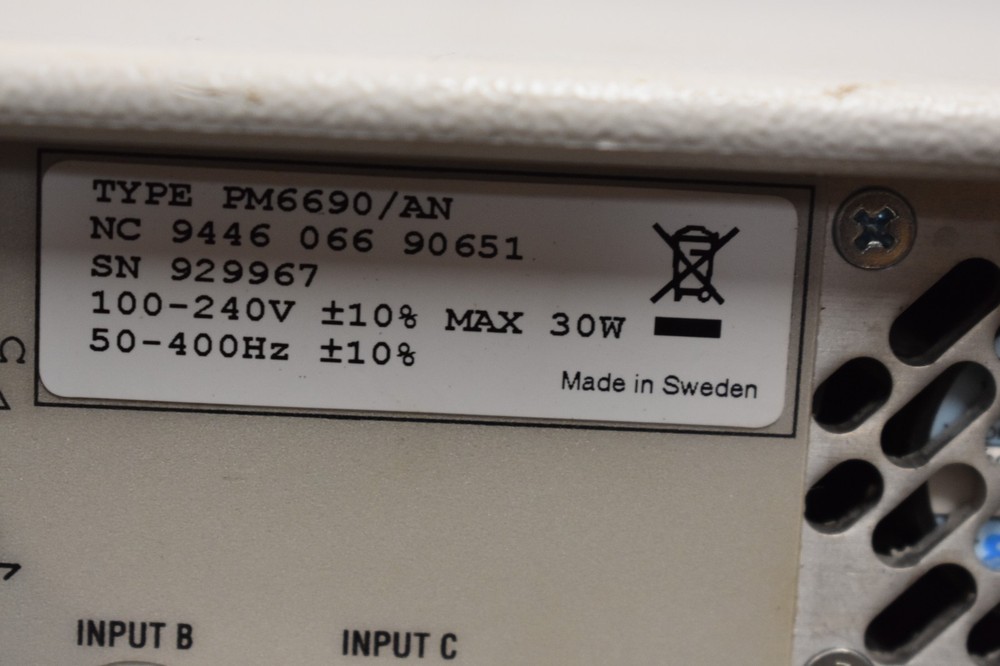 TYPE PM6690/AN
NC 9446 066 90651
SN 929967
100-240V ±10% MAX 30W
50-400Hz ±10%
Made in Sweden
Ω
INPUT B
INPUT C